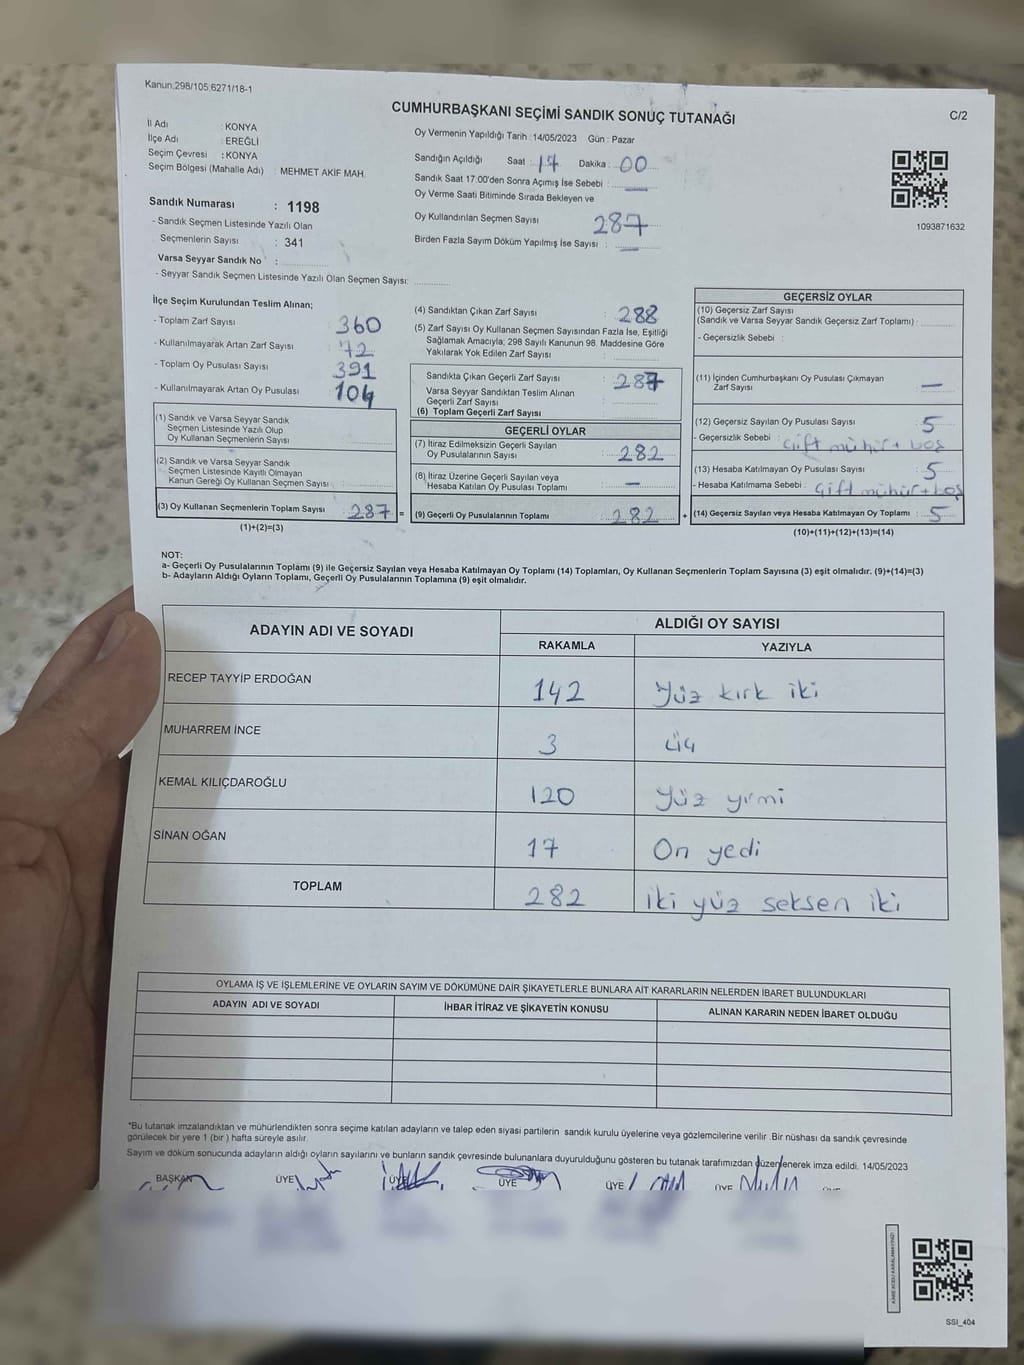 Kanun:298/105;6271/18-1
CUMHURBAŞKANI SEÇİMİ SANDIK SONUÇ TUTANAĞI
C/2
İl Adı : KONYA
İlçe Adı : EREĞLİ
Seçim Çevresi : KONYA
Seçim Bölgesi (Mahalle Adı) : MEHMET AKİF MAH.
Sandık Numarası : 1198
- Sandık Seçmen Listesinde Yazılı Olan
Seçmenlerin Sayısı : 341
Varsa Seyyar Sandık No :
- Seyyar Sandık Seçmen Listesinde Yazılı Olan Seçmen Sayısı:
Oy Vermenin Yapıldığı Tarih : 14/05/2023 Gün : Pazar
Sandığın Açıldığı Saat : 17 Dakika : 00
Sandık Saat 17:00'den Sonra Açımış İse Sebebi : —
Oy Verme Saati Bitiminde Sırada Bekleyen ve
Oy Kullandırılan Seçmen Sayısı 287
Birden Fazla Sayım Döküm Yapılmış İse Sayısı : —
1093871632
İlçe Seçim Kurulundan Teslim Alınan;
- Toplam Zarf Sayısı 360
- Kullanılmayarak Artan Zarf Sayısı 72
- Toplam Oy Pusulası Sayısı 391
- Kullanılmayarak Artan Oy Pusulası 104
(1) Sandık ve Varsa Seyyar Sandık
Seçmen Listesinde Yazılı Olup
Oy Kullanan Seçmenlerin Sayısı
(2) Sandık ve Varsa Seyyar Sandık
Seçmen Listesinde Kayıtlı Olmayan
Kanun Gereği Oy Kullanan Seçmen Sayısı :
(3) Oy Kullanan Seçmenlerin Toplam Sayısı : 287 =
(1)+(2)=(3)
(4) Sandıktan Çıkan Zarf Sayısı : 288
(5) Zarf Sayısı Oy Kullanan Seçmen Sayısından Fazla İse, Eşitliği
Sağlamak Amacıyla; 298 Sayılı Kanunun 98. Maddesine Göre
Yakılarak Yok Edilen Zarf Sayısı :
Sandıkta Çıkan Geçerli Zarf Sayısı : 287
Varsa Seyyar Sandıktan Teslim Alınan
Geçerli Zarf Sayısı :
(6) Toplam Geçerli Zarf Sayısı :
GEÇERLİ OYLAR
(7) İtiraz Edilmeksizin Geçerli Sayılan
Oy Pusulalarının Sayısı : 282
(8) İtiraz Üzerine Geçerli Sayılan veya
Hesaba Katılan Oy Pusulası Toplamı : —
(9) Geçerli Oy Pusulalarının Toplamı : 282 +
GEÇERSİZ OYLAR
(10) Geçersiz Zarf Sayısı
(Sandık ve Varsa Seyyar Sandık Geçersiz Zarf Toplamı) :
- Geçersizlik Sebebi :
(11) İçinden Cumhurbaşkanı Oy Pusulası Çıkmayan
Zarf Sayısı : —
(12) Geçersiz Sayılan Oy Pusulası Sayısı : 5
- Geçersizlik Sebebi : Çift mühür + boş
(13) Hesaba Katılmayan Oy Pusulası Sayısı : 5
- Hesaba Katılmama Sebebi : Çift mühür + boş
(14) Geçersiz Sayılan veya Hesaba Katılmayan Oy Toplamı : 5
(10)+(11)+(12)+(13)=(14)
NOT:
a- Geçerli Oy Pusulalarının Toplamı (9) ile Geçersiz Sayılan veya Hesaba Katılmayan Oy Toplamı (14) Toplamları, Oy Kullanan Seçmenlerin Toplam Sayısına (3) eşit olmalıdır. (9)+(14)=(3)
b- Adayların Aldığı Oyların Toplamı, Geçerli Oy Pusulalarının Toplamına (9) eşit olmalıdır.
ADAYIN ADI VE SOYADI ALDIĞI OY SAYISI
RAKAMLA YAZIYLA
RECEP TAYYİP ERDOĞAN 142 Yüz kırk iki
MUHARREM İNCE 3 Üç
KEMAL KILIÇDAROĞLU 120 Yüz yirmi
SİNAN OĞAN 17 On yedi
TOPLAM 282 iki yüz seksen iki
OYLAMA İŞ VE İŞLEMLERİNE VE OYLARIN SAYIM VE DÖKÜMÜNE DAİR ŞİKAYETLERLE BUNLARA AİT KARARLARIN NELERDEN İBARET BULUNDUKLARI
ADAYIN ADI VE SOYADI İHBAR İTİRAZ VE ŞİKAYETİN KONUSU ALINAN KARARIN NEDEN İBARET OLDUĞU
*Bu tutanak imzalandıktan ve mühürlendikten sonra seçime katılan adayların ve talep eden siyasi partilerin sandık kurulu üyelerine veya gözlemcilerine verilir .Bir nüshası da sandık çevresinde
görülecek bir yere 1 (bir ) hafta süreyle asılır.
Sayım ve döküm sonucunda adayların aldığı oyların sayılarını ve bunların sandık çevresinde bulunanlara duyurulduğunu gösteren bu tutanak tarafımızdan düzenlenerek imza edildi. 14/05/2023
BAŞKAN ÜYE ÜYE ÜYE ÜYE ÜYE ÜYE
SSI_404